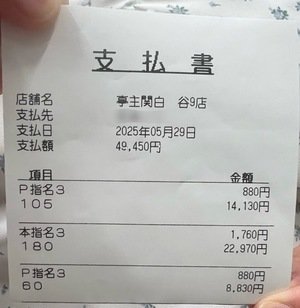 支払書
店舗名 亭主関白 谷9店
支払先
支払日 2025年05月29日
支払額 49,450円
項目 金額
P指名3 880円
105 14,130円
本指名3 1,760円
180 22,970円
P指名3 880円
60 8,830円